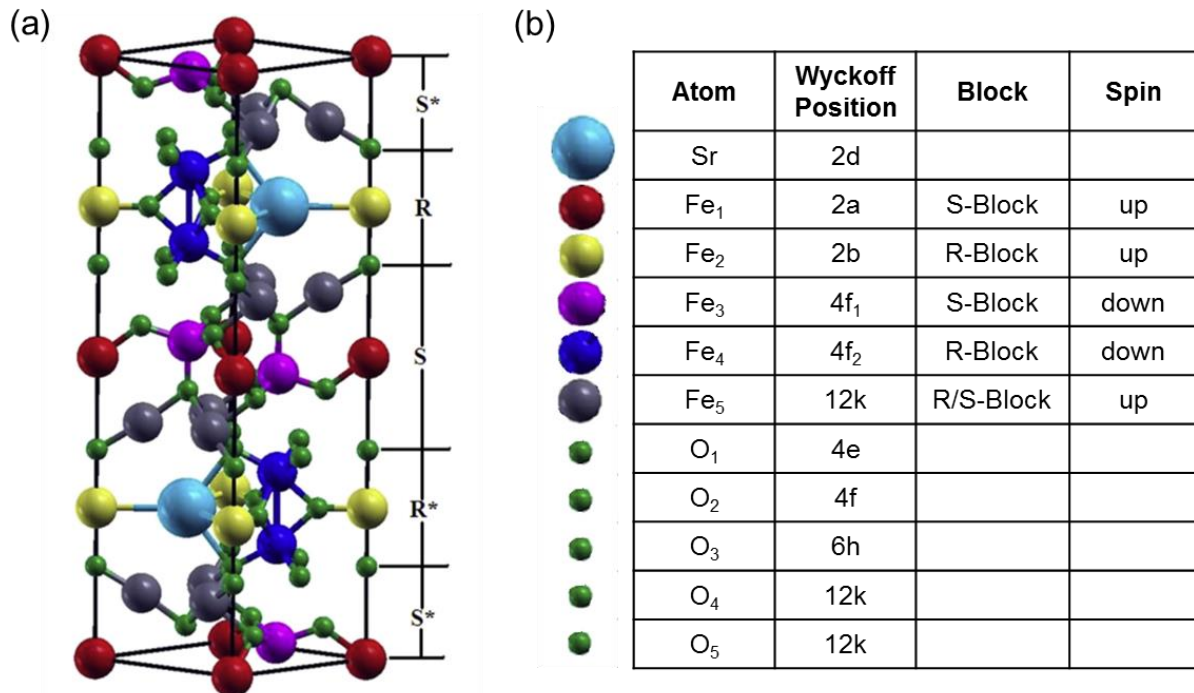 (a)
S*
R
S
R*
S*
(b)
Atom Wyckoff Position Block Spin
Sr 2d
Fe₁ 2a S-Block up
Fe₂ 2b R-Block up
Fe₃ 4f₁ S-Block down
Fe₄ 4f₂ R-Block down
Fe₅ 12k R/S-Block up
O₁ 4e
O₂ 4f
O₃ 6h
O₄ 12k
O₅ 12k